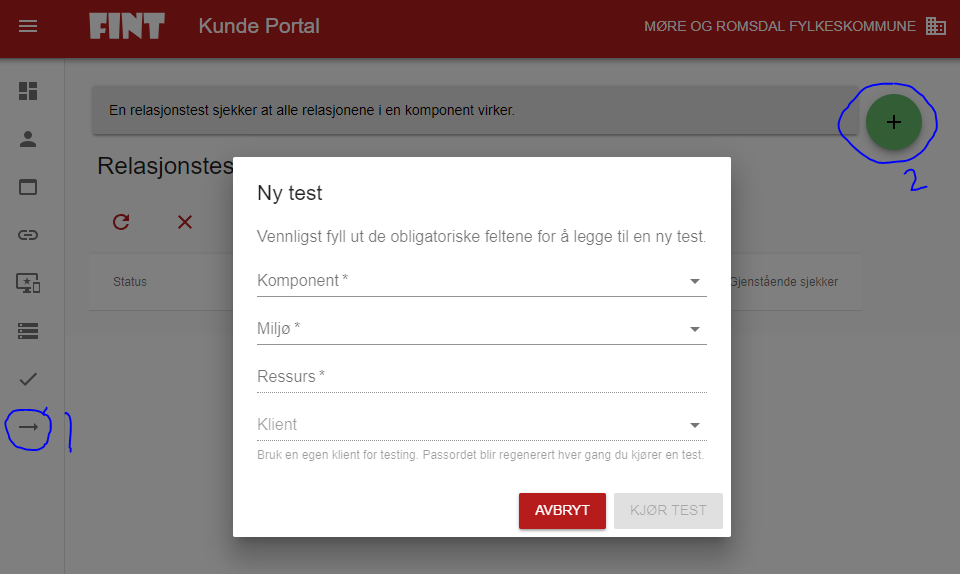 FINT Kunde Portal MØRE OG ROMSDAL FYLKESKOMMUNE
En relasjonstest sjekker at alle relasjonene i en komponent virker.
2
Relasjonstest
Ny test
Vennligst fyll ut de obligatoriske feltene for å legge til en ny test.
Komponent *
Status
Gjenstående sjekker
Miljø *
Ressurs *
Klient
1
Bruk en egen klient for testing. Passordet blir regenerert hver gang du kjører en test.
AVBRYT KJØR TEST